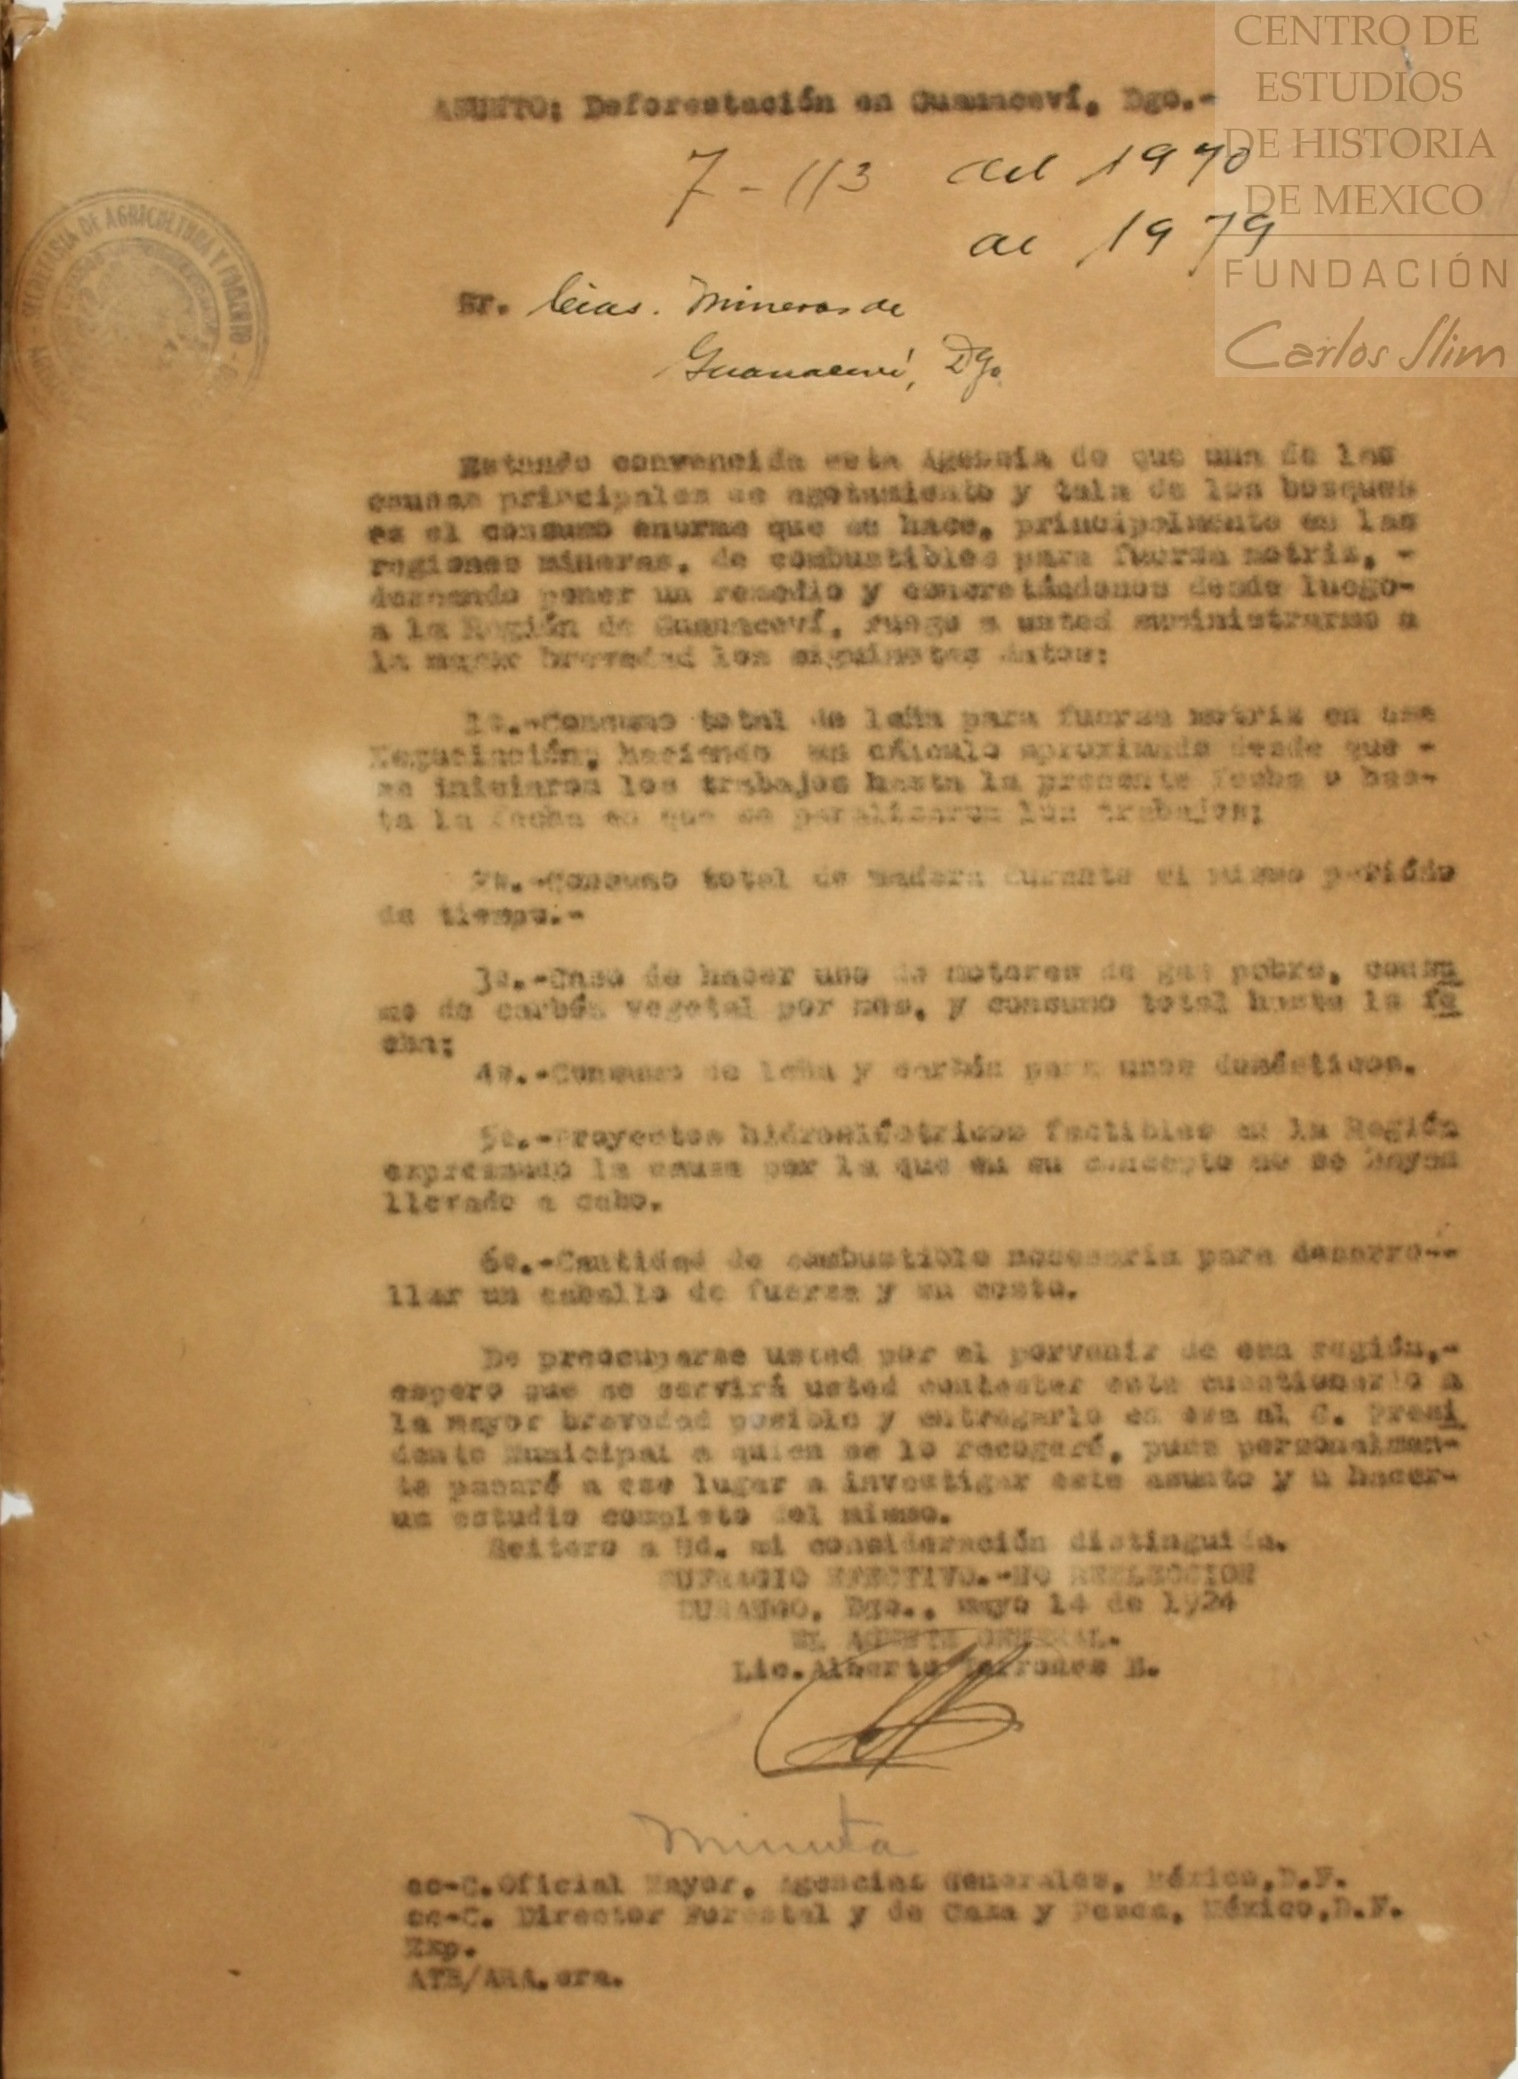 CENTRO DE
ESTUDIOS
DE HISTORIA
DE MEXICO
FUNDACIÓN
Carlos Slim
ASUNTO: Deforestación en Guanaceví, Dgo.-
7-113 del 1970
al 1979
SECRETARIA DE AGRICULTURA Y FOMENTO
Sr. Cias. Mineras de
Guanaceví, Dgo.
Estando convencida esta Agencia de que una de las
causas principales de agotamiento y tala de los bosques
es el consumo enorme que se hace, principalmente en las
regiones mineras, de combustibles para fuerza motriz, -
deseando poner un remedio y concretándonos desde luego-
a la Región de Guanaceví, ruego a usted suministrarme a
la mayor brevedad los siguientes datos:
1o.-Consumo total de leña para fuerza motriz en esa
Negociación, haciendo un cálculo aproximado desde que -
se iniciaron los trabajos hasta la presente fecha o has-
ta la fecha en que se paralizaron los trabajos;
2o.-Consumo total de madera durante el mismo periódo
de tiempo.-
3o.-Caso de hacer uso de motores de gas pobre, consu
mo de carbón vegetal por mes, y consumo total hasta la fe
cha;
4o.-Consumo de leña y carbón para usos domésticos.
5o.-Proyectos hidroeléctricos factibles en la Región
expresando la causa por la que en su concepto no se hayan
llevado a cabo.
6o.-Cantidad de combustible necesaria para desarro--
llar un caballo de fuerza y su costo.
De preocuparse usted por el porvenir de esa región,-
espero que se servirá usted contestar este cuestionario a
la mayor brevedad posible y entregarlo en esa al C. Presi
dente Municipal a quien se lo recogeré, pues personalmen-
te pasaré a ese lugar a investigar este asunto y a hacer-
un estudio completo del mismo.
Reitero a Ud. mi consideración distinguida.
SUFRAGIO EFECTIVO.-NO REELECCION
DURANGO, Dgo., mayo 14 de 1924
EL AGENTE GENERAL.
Lic. Alberto Terrones B.
Minuta
cc-C. Oficial Mayor, Agencias Generales, México, D.F.
cc-C. Director Forestal y de Caza y Pesca, México, D.F.
Exp.
ATB/ARA.